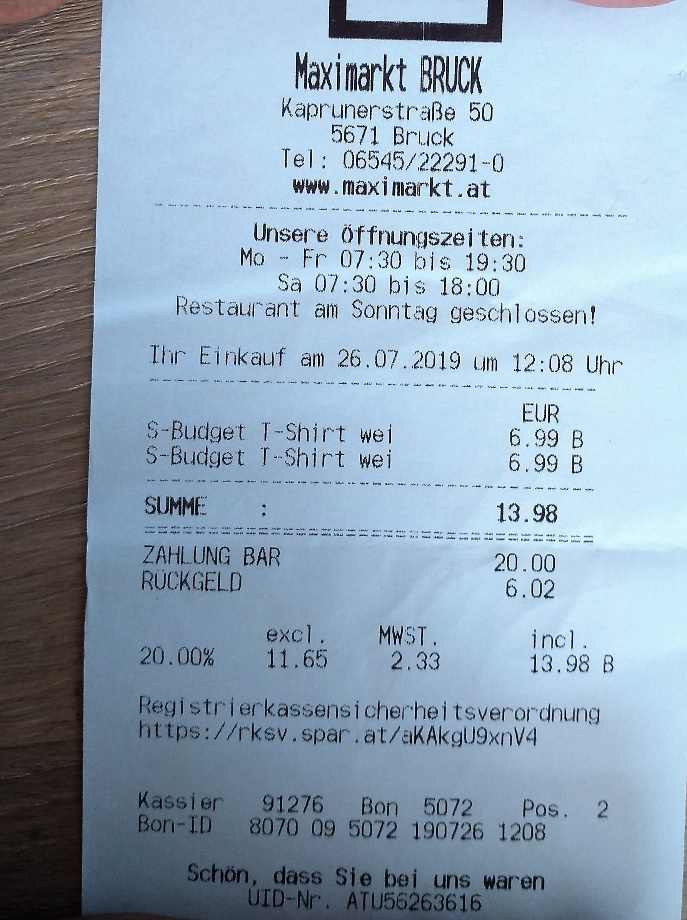 Maximarkt BRUCK
Kaprunerstraße 50
5671 Bruck
Tel: 06545/22291-0
www.maximarkt.at
Unsere Öffnungszeiten:
Mo - Fr 07:30 bis 19:30
Sa 07:30 bis 18:00
Restaurant am Sonntag geschlossen!
Ihr Einkauf am 26.07.2019 um 12:08 Uhr
EUR
S-Budget T-Shirt wei 6.99 B
S-Budget T-Shirt wei 6.99 B
SUMME : 13.98
ZAHLUNG BAR 20.00
RÜCKGELD 6.02
excl. MWST. incl.
20.00% 11.65 2.33 13.98 B
Registrierkassensicherheitsverordnung
https://rksv.spar.at/aKAkgU9xnV4
Kassier 91276 Bon 5072 Pos. 2
Bon-ID 8070 09 5072 190726 1208
Schön, dass Sie bei uns waren
UID-Nr. ATU56263616